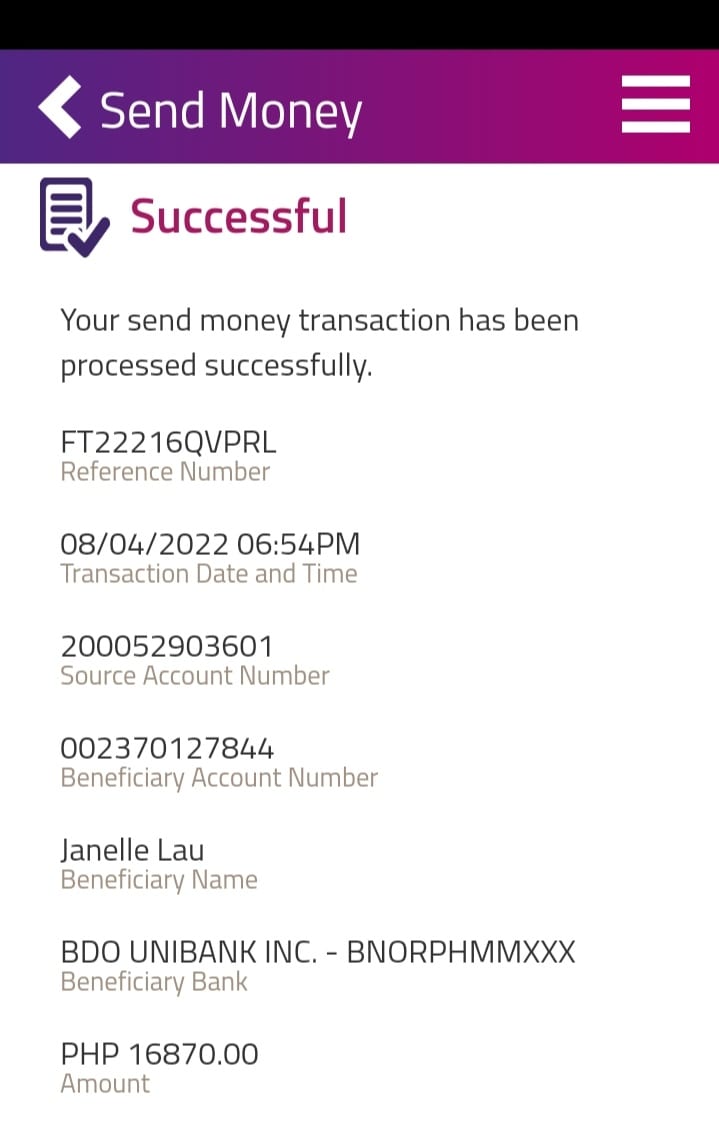 Send Money
Successful
Your send money transaction has been
processed successfully.
FT22216QVPRL
Reference Number
08/04/2022 06:54PM
Transaction Date and Time
200052903601
Source Account Number
002370127844
Beneficiary Account Number
Janelle Lau
Beneficiary Name
BDO UNIBANK INC. - BNORPHMMXXX
Beneficiary Bank
PHP 16870.00
Amount